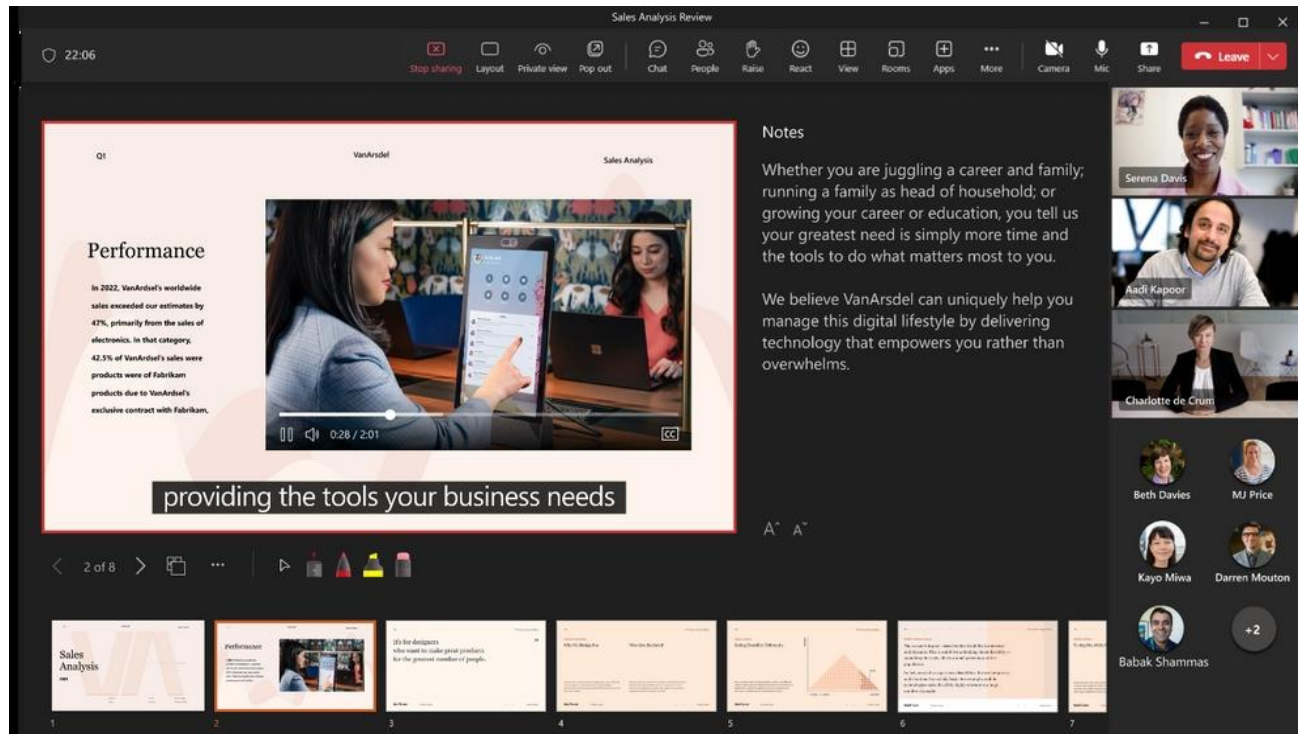 Sales Analysis Review
22:06
Stop sharing
Layout
Private view
Pop out
Chat
People
Raise
React
View
Rooms
Apps
More
Camera
Mic
Share
Leave
Q1
VanArsdel
Sales Analysis
Performance
In 2022, VanArdsel's worldwide
sales exceeded our estimates by
47%, primarily from the sales of
electronics. In that category,
42.5% of VanArdsel's sales were
products were of Fabrikam
products due to VanArdsel's
exclusive contract with Fabrikam,
0:28 / 2:01
CC
providing the tools your business needs
Notes
Whether you are juggling a career and family;
running a family as head of household; or
growing your career or education, you tell us
your greatest need is simply more time and
the tools to do what matters most to you.
We believe VanArsdel can uniquely help you
manage this digital lifestyle by delivering
technology that empowers you rather than
overwhelms.
A A
Serena Davis
Aadi Kapoor
Charlotte de Crum
Beth Davies
MJ Price
Kayo Miwa
Darren Mouton
Babak Shammas
+2
2 of 8
Sales
Analysis
Performance
It's for designers
who want to make great products
for the greatest number of people.
1
2
3
4
5
6
7